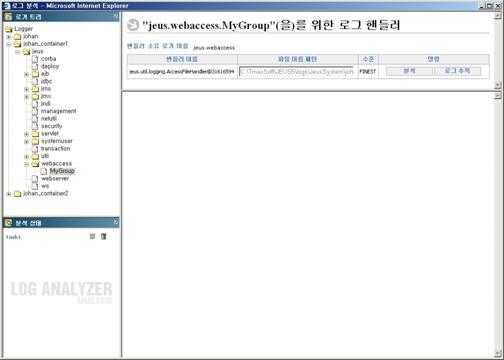 로그 분석 - Microsoft Internet Explorer
로거 트리
Logger
johan
johan_container1
jeus
corba
deploy
ejb
jdbc
jms
jmx
jndl
management
netutil
security
servlet
systemuser
transaction
util
webaccess
MyGroup
webserver
ws
johan_container2
분석 상태
task1
LOG ANALYZER
ANALYSIS
"jeus.webaccess.MyGroup"(을)를 위한 로그 핸들러
핸들러 소유 로거 이름 jeus.webaccess
핸들러 이름 파일 이름 패턴 수준 명령
jeus.util.logging.AccessFileHandler@31616594 C:\TmaxSoft\JEUS5\logs\JeusSystem\joh FINEST 분석 로그 추적